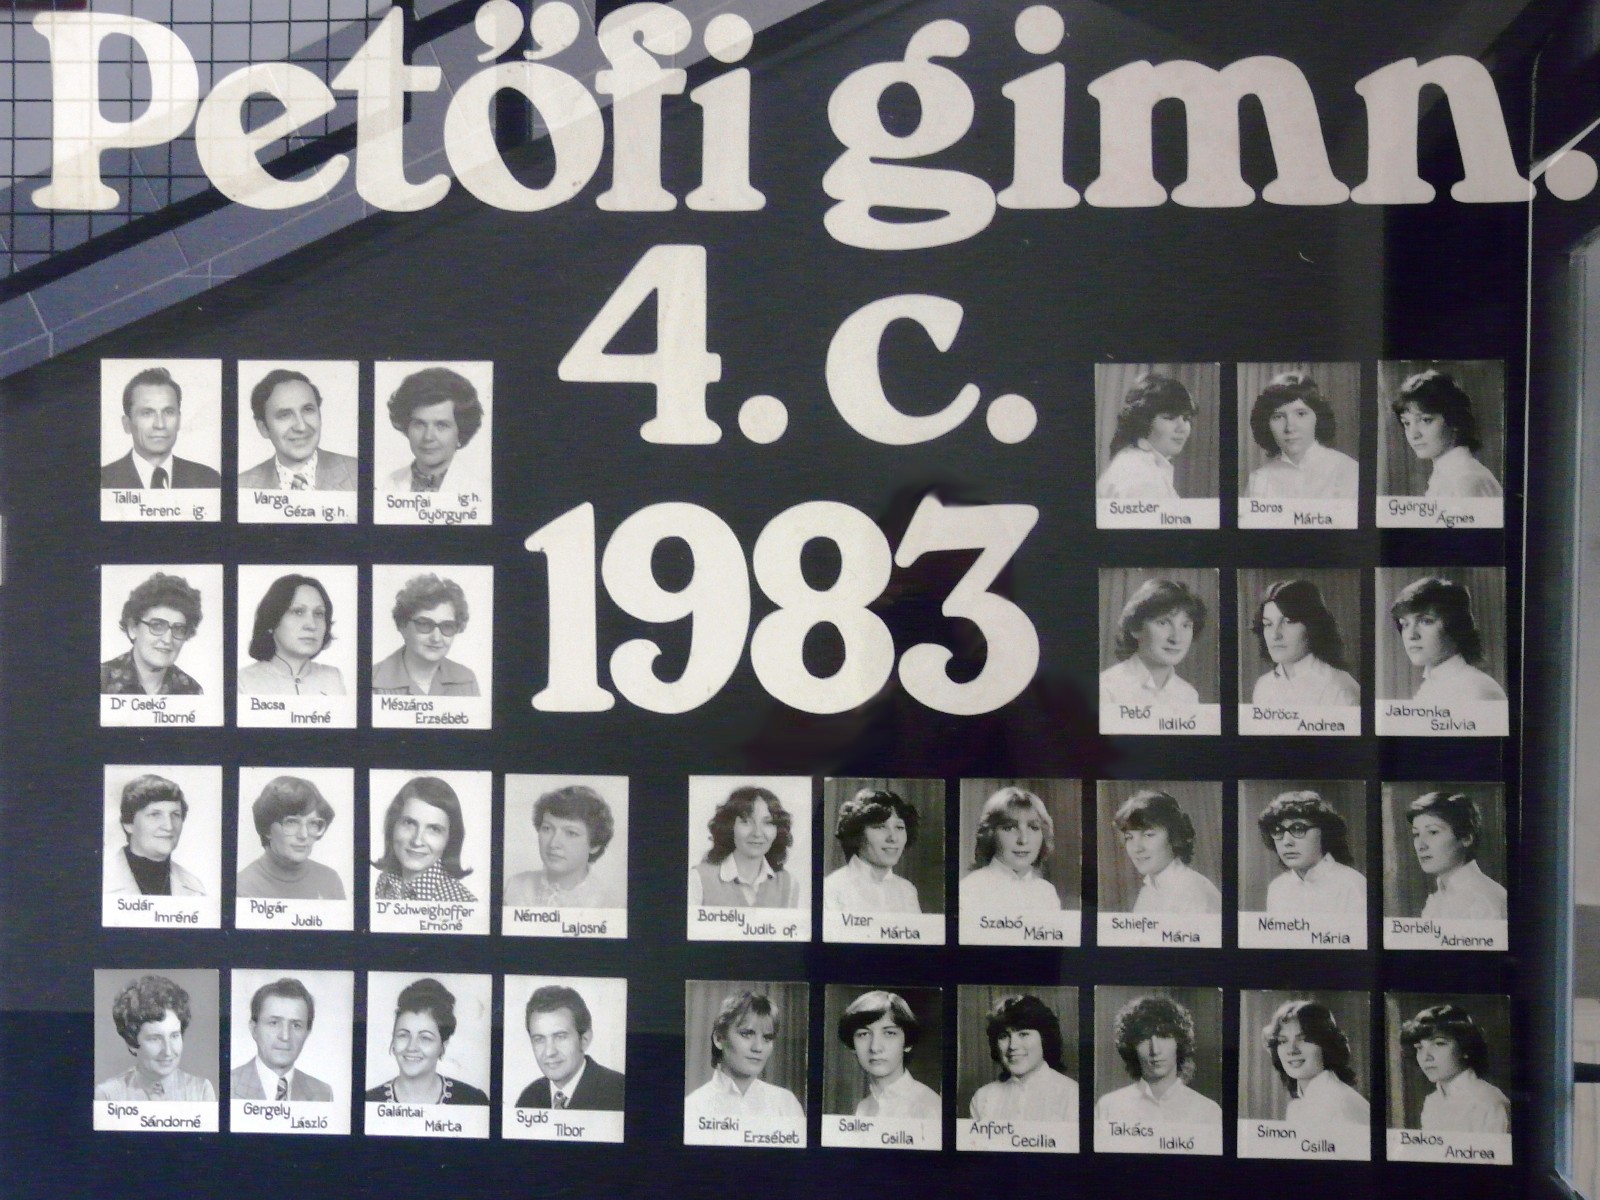 Petőfi gimn.
4. c.
1983
Tallai
Ferenc ig.
Varga
Géza ig.h.
Somfai ig.h.
Györgyné
Suszter
Ilona
Boros
Márta
Györgyi
Ágnes
Dr Csekő
Tiborné
Bacsa
Imréné
Mészáros
Erzsébet
Pető
Ildikó
Böröcz
Andrea
Jabronka
Szilvia
Sudár
Imréné
Polgár
Judit
Dr Schweighoffer
Ernőné
Némedi
Lajosné
Borbély
Judit of.
Vizer
Márta
Szabó
Mária
Schiefer
Mária
Németh
Mária
Borbély
Adrienne
Sipos
Sándorné
Gergely
László
Galántai
Márta
Sydó
Tibor
Sziráki
Erzsébet
Saller
Csilla
Anfort
Cecília
Takács
Ildikó
Simon
Csilla
Bakos
Andrea